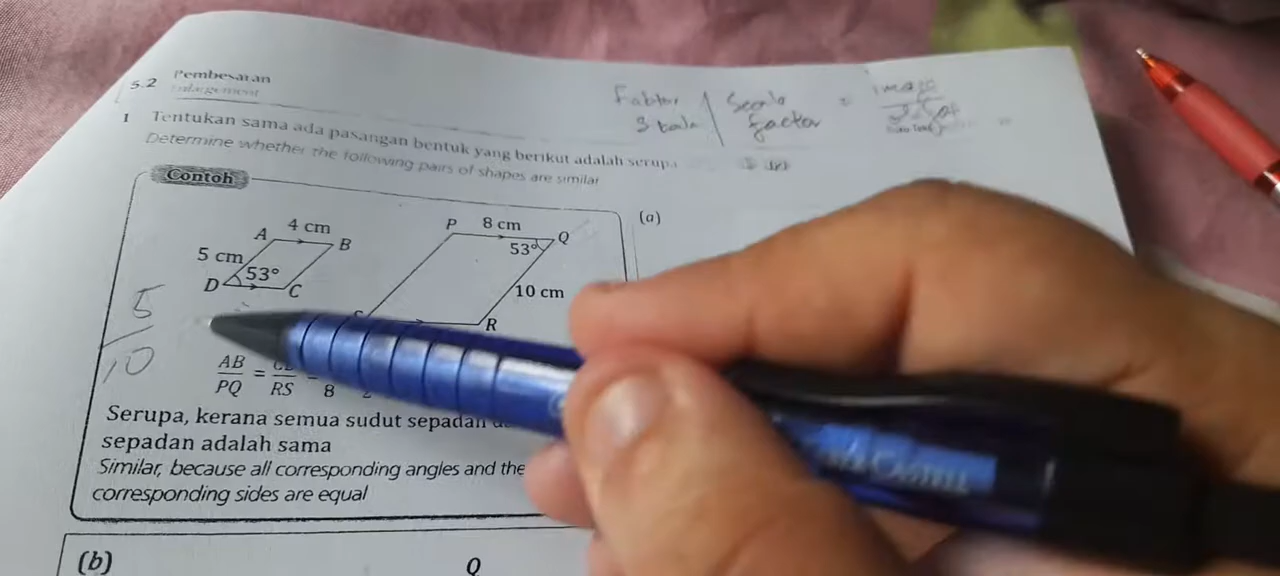 5.2 Pembesaran
Enlargement
Faktor / Scale = image
factor
1 Tentukan sama ada pasangan bentuk yang berikut adalah serupa
Determine whether the following pairs of shapes are similar
Contoh
(a)
A 4 cm B
5 cm
53°
D C
P 8 cm Q
53°
10 cm
R
5
10
AB = =
PQ RS 8
Serupa, kerana semua sudut sepadan
sepadan adalah sama
Similar, because all corresponding angles and the
corresponding sides are equal
(b)
Q